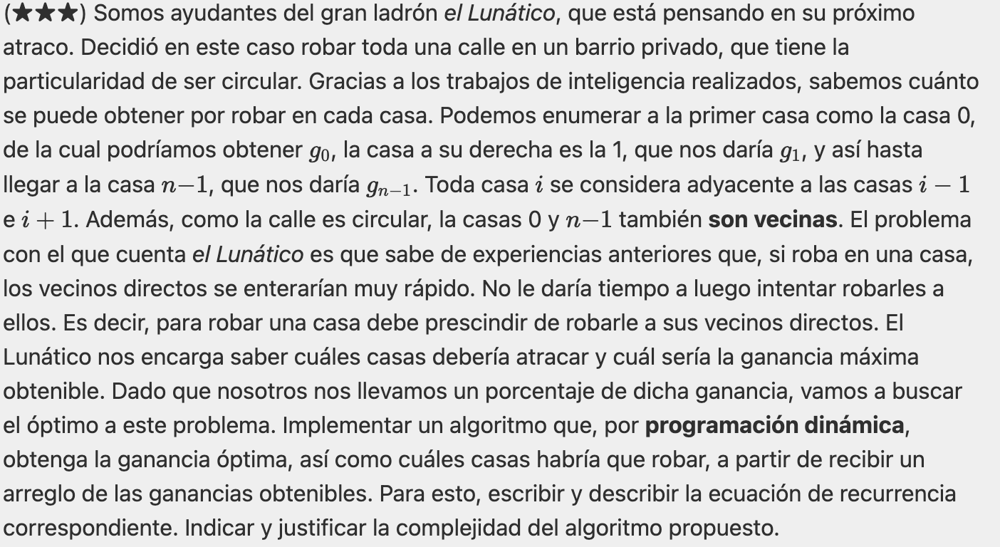 (★★★) Somos ayudantes del gran ladrón el Lunático, que está pensando en su próximo
atraco. Decidió en este caso robar toda una calle en un barrio privado, que tiene la
particularidad de ser circular. Gracias a los trabajos de inteligencia realizados, sabemos cuánto
se puede obtener por robar en cada casa. Podemos enumerar a la primer casa como la casa 0,
de la cual podríamos obtener g₀, la casa a su derecha es la 1, que nos daría g₁, y así hasta
llegar a la casa n−1, que nos daría gₙ₋₁. Toda casa i se considera adyacente a las casas i − 1
e i + 1. Además, como la calle es circular, la casas 0 y n−1 también son vecinas. El problema
con el que cuenta el Lunático es que sabe de experiencias anteriores que, si roba en una casa,
los vecinos directos se enterarían muy rápido. No le daría tiempo a luego intentar robarles a
ellos. Es decir, para robar una casa debe prescindir de robarle a sus vecinos directos. El
Lunático nos encarga saber cuáles casas debería atracar y cuál sería la ganancia máxima
obtenible. Dado que nosotros nos llevamos un porcentaje de dicha ganancia, vamos a buscar
el óptimo a este problema. Implementar un algoritmo que, por programación dinámica,
obtenga la ganancia óptima, así como cuáles casas habría que robar, a partir de recibir un
arreglo de las ganancias obtenibles. Para esto, escribir y describir la ecuación de recurrencia
correspondiente. Indicar y justificar la complejidad del algoritmo propuesto.